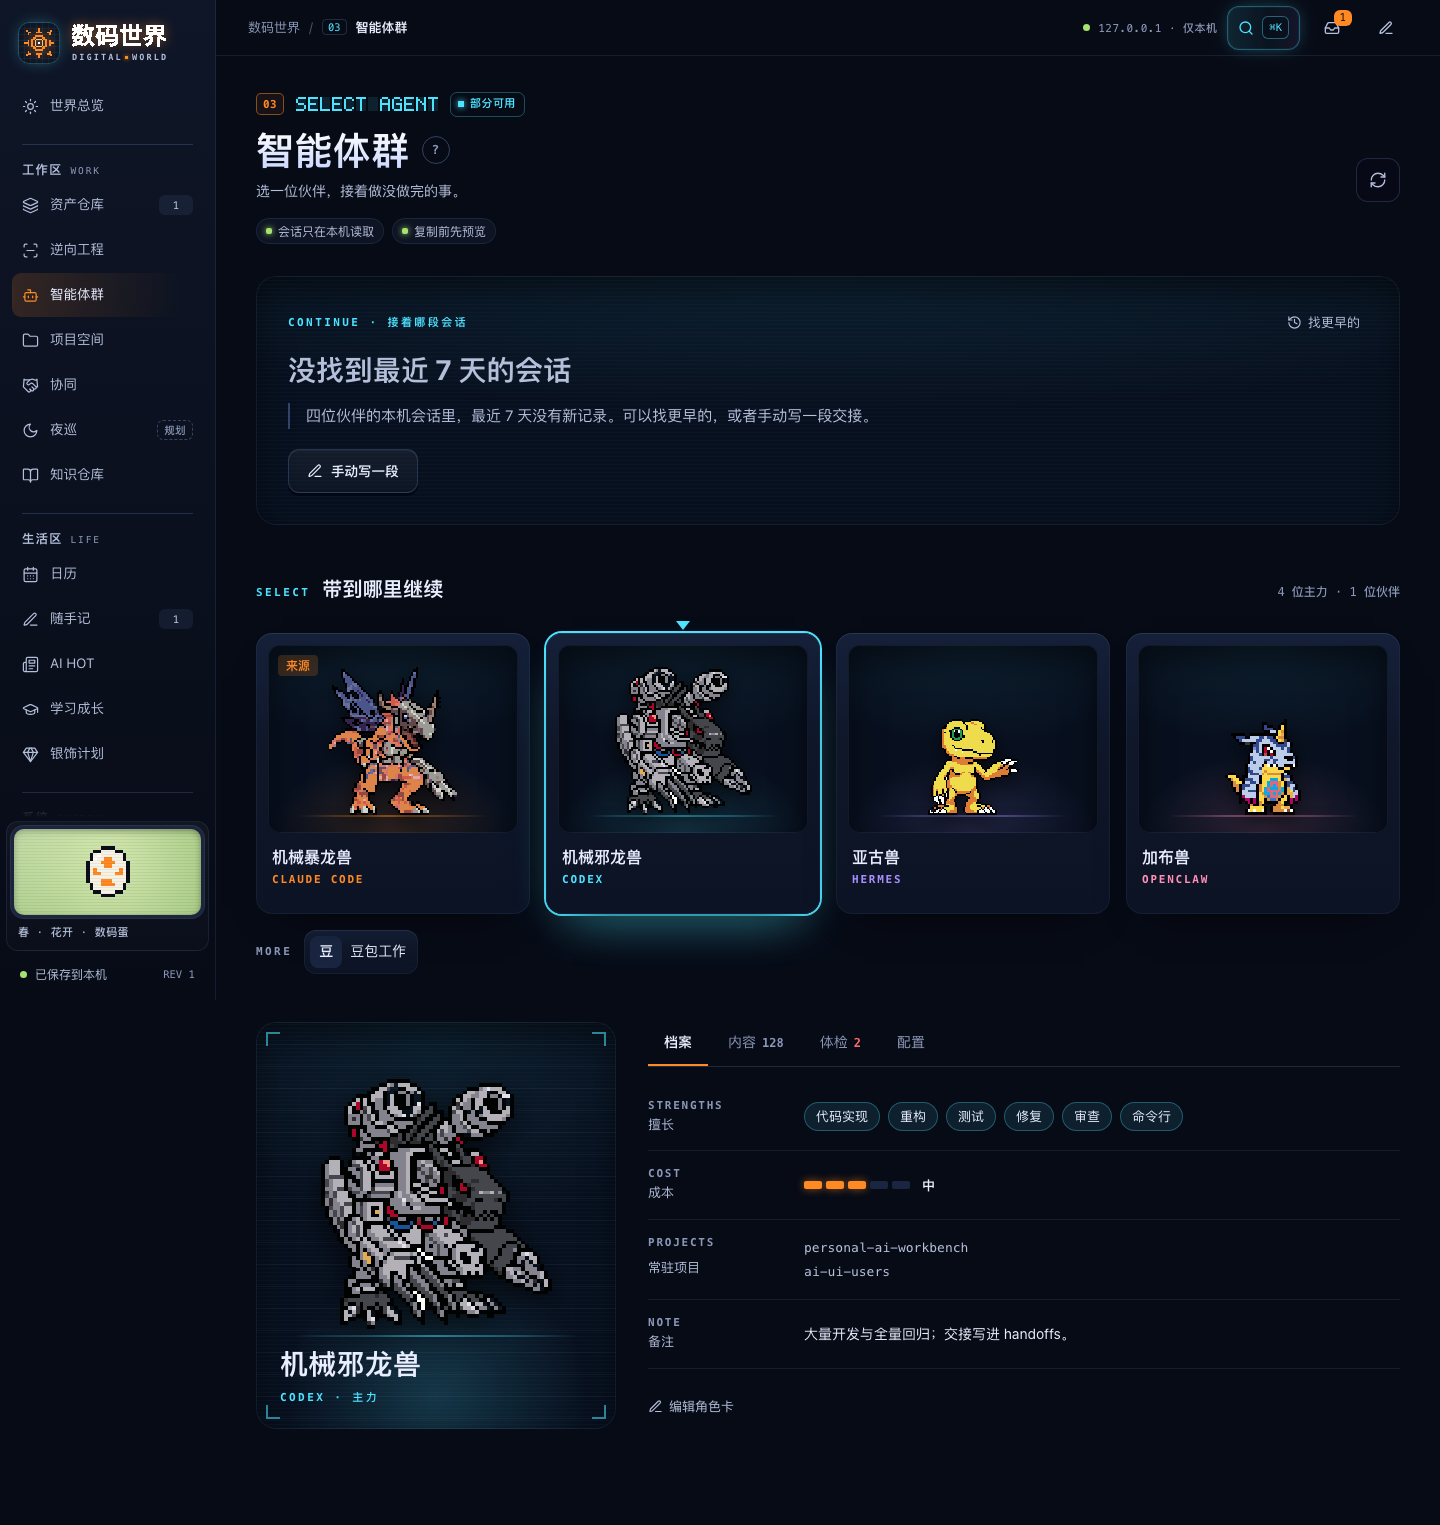 数码世界
DIGITAL WORLD
世界总览
工作区 WORK
资产仓库 1
逆向工程
智能体群
项目空间
协同
夜巡 规划
知识仓库
生活区 LIFE
日历
随手记 1
AI HOT
学习成长
银饰计划
春 · 花开 · 数码蛋
已保存到本机 REV 1
数码世界 / 03 智能体群
127.0.0.1 · 仅本机
⌘K
1
03 SELECT AGENT 部分可用
智能体群 ?
选一位伙伴，接着做没做完的事。
会话只在本机读取 复制前先预览
CONTINUE · 接着哪段会话
找更早的
没找到最近 7 天的会话
四位伙伴的本机会话里，最近 7 天没有新记录。可以找更早的，或者手动写一段交接。
手动写一段
SELECT 带到哪里继续
4 位主力 · 1 位伙伴
来源
机械暴龙兽
CLAUDE CODE
机械邪龙兽
CODEX
亚古兽
HERMES
加布兽
OPENCLAW
MORE 豆 豆包工作
机械邪龙兽
CODEX · 主力
档案 内容 128 体检 2 配置
STRENGTHS
擅长
代码实现 重构 测试 修复 审查 命令行
COST
成本
中
PROJECTS
常驻项目
personal-ai-workbench
ai-ui-users
NOTE
备注
大量开发与全量回归；交接写进 handoffs。
编辑角色卡